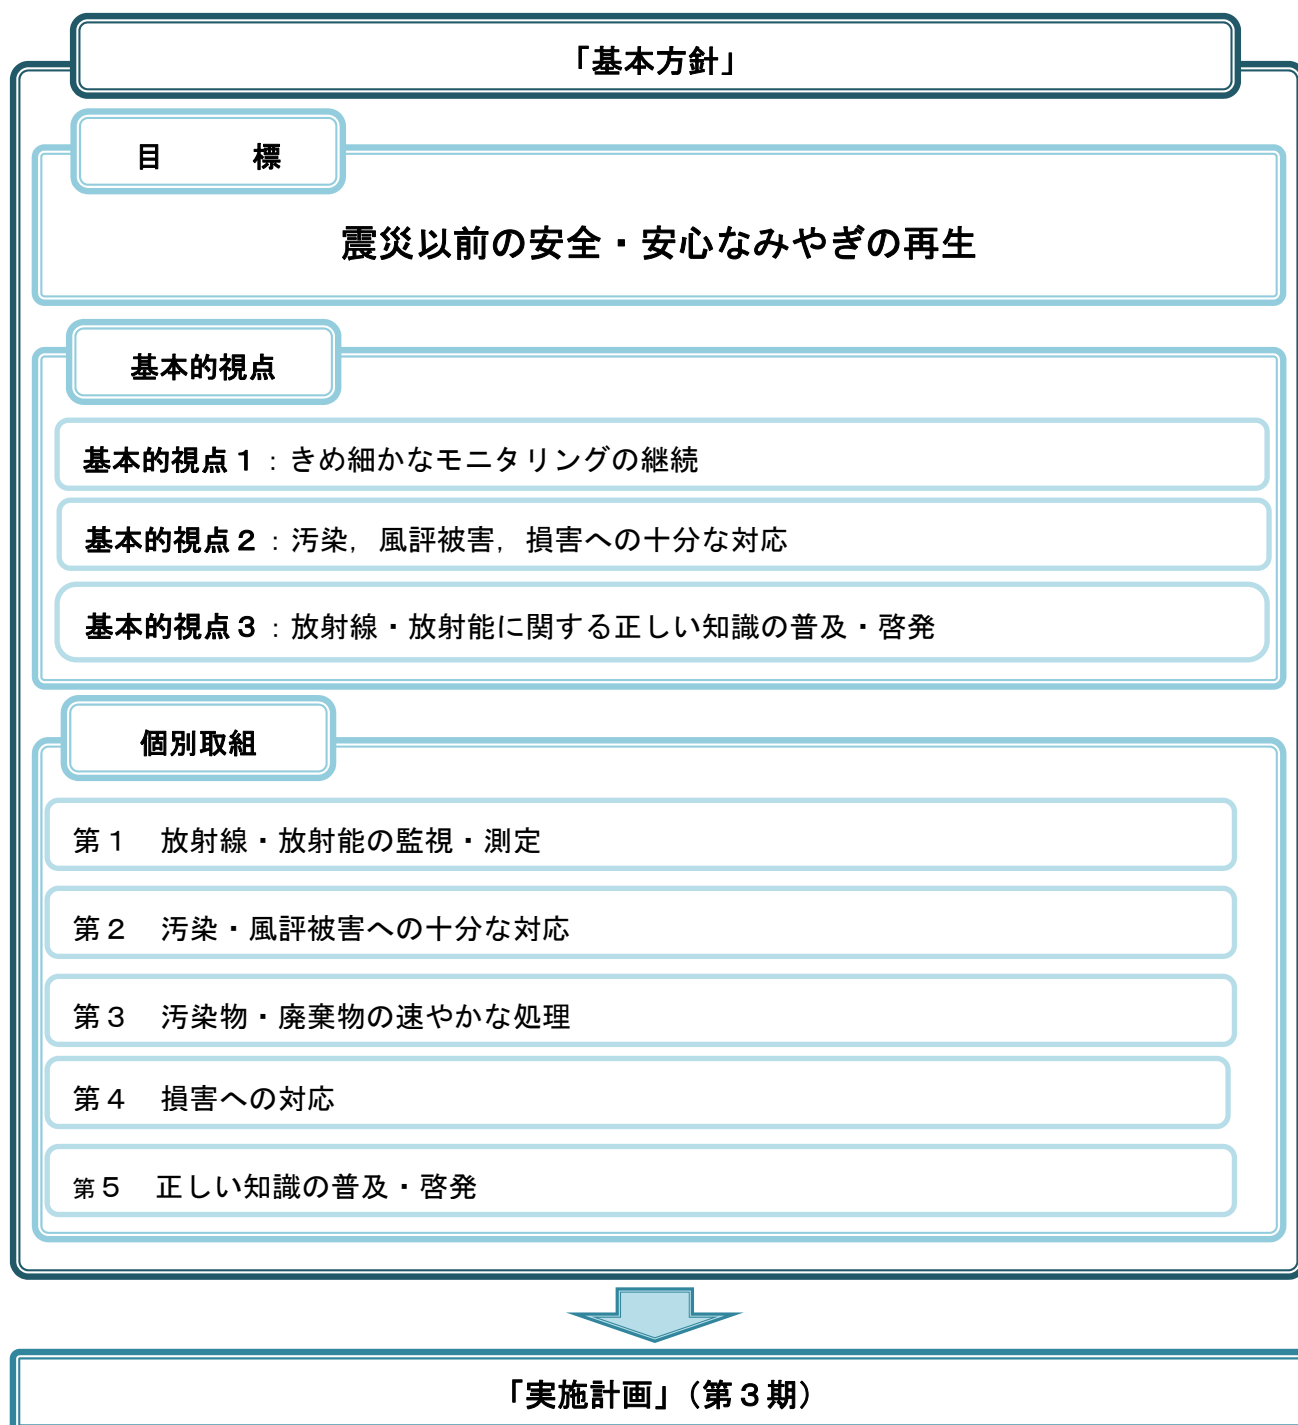 「基本方針」
目　　　標
震災以前の安全・安心なみやぎの再生
基本的視点
基本的視点１：きめ細かなモニタリングの継続
基本的視点２：汚染，風評被害，損害への十分な対応
基本的視点３：放射線・放射能に関する正しい知識の普及・啓発
個別取組
第１　放射線・放射能の監視・測定
第２　汚染・風評被害への十分な対応
第３　汚染物・廃棄物の速やかな処理
第４　損害への対応
第５　正しい知識の普及・啓発
「実施計画」（第３期）